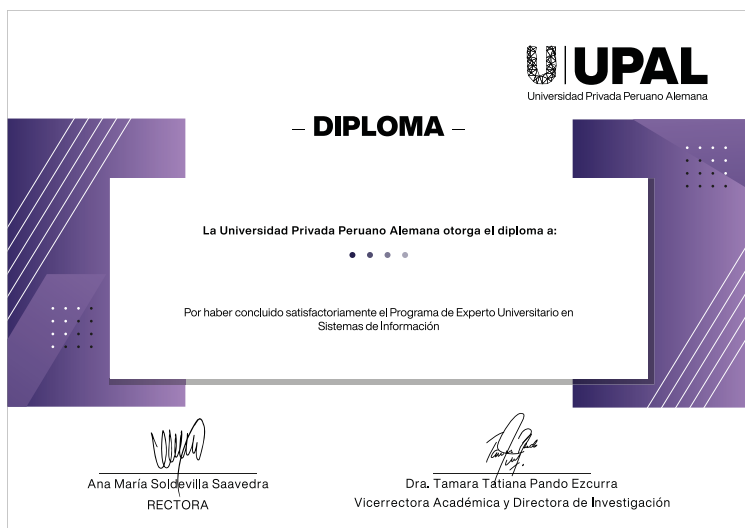 UPAL
Universidad Privada Peruano Alemana
– DIPLOMA –
La Universidad Privada Peruano Alemana otorga el diploma a:
Por haber concluido satisfactoriamente el Programa de Experto Universitario en
Sistemas de Información
Ana María Soldevilla Saavedra
RECTORA
Dra. Tamara Tatiana Pando Ezcurra
Vicerrectora Académica y Directora de Investigación